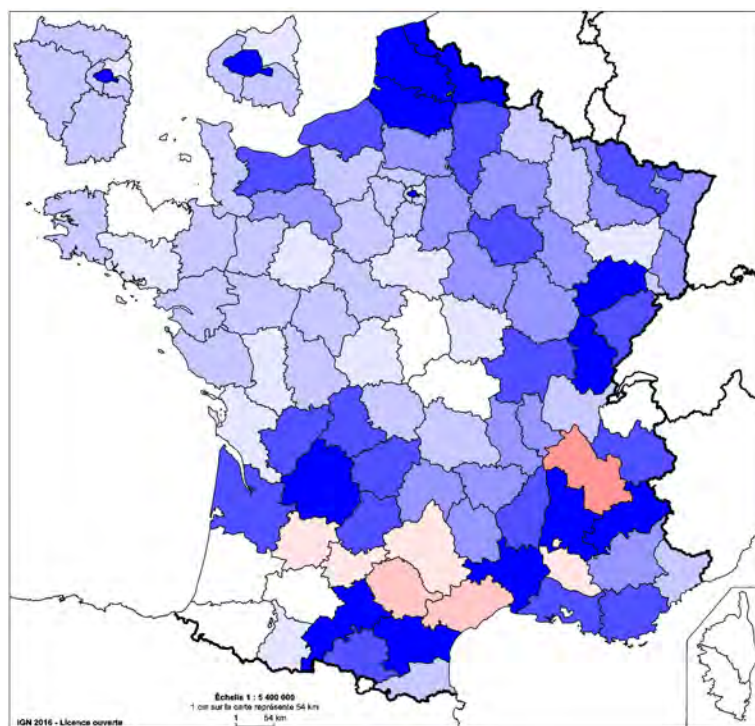 Échelle 1 : 5 400 000
1 cm sur la carte représente 54 km
1 54 km
IGN 2016 - Licence ouverte